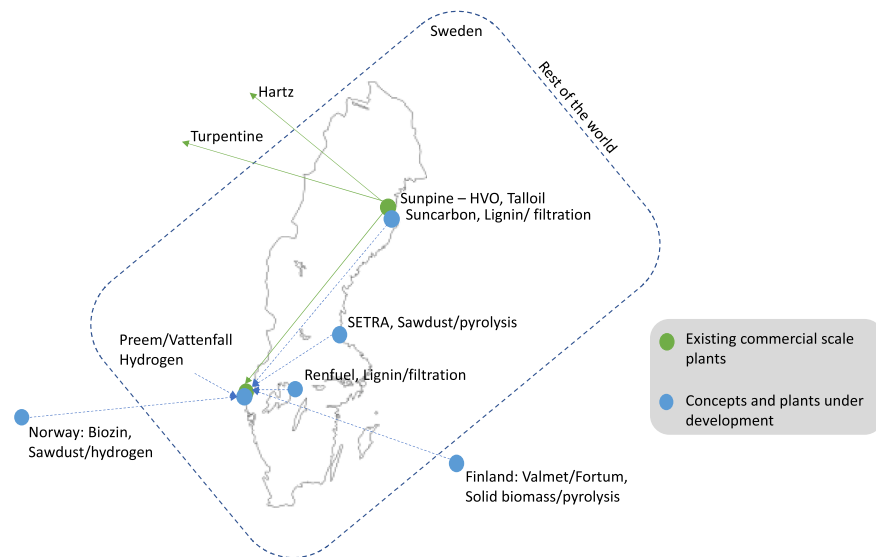 Sweden
Rest of the world
Hartz
Turpentine
Sunpine – HVO, Talloil
Suncarbon, Lignin/ filtration
SETRA, Sawdust/pyrolysis
Preem/Vattenfall
Hydrogen
Renfuel, Lignin/filtration
Norway: Biozin,
Sawdust/hydrogen
Finland: Valmet/Fortum,
Solid biomass/pyrolysis
Existing commercial scale
plants
Concepts and plants under
development